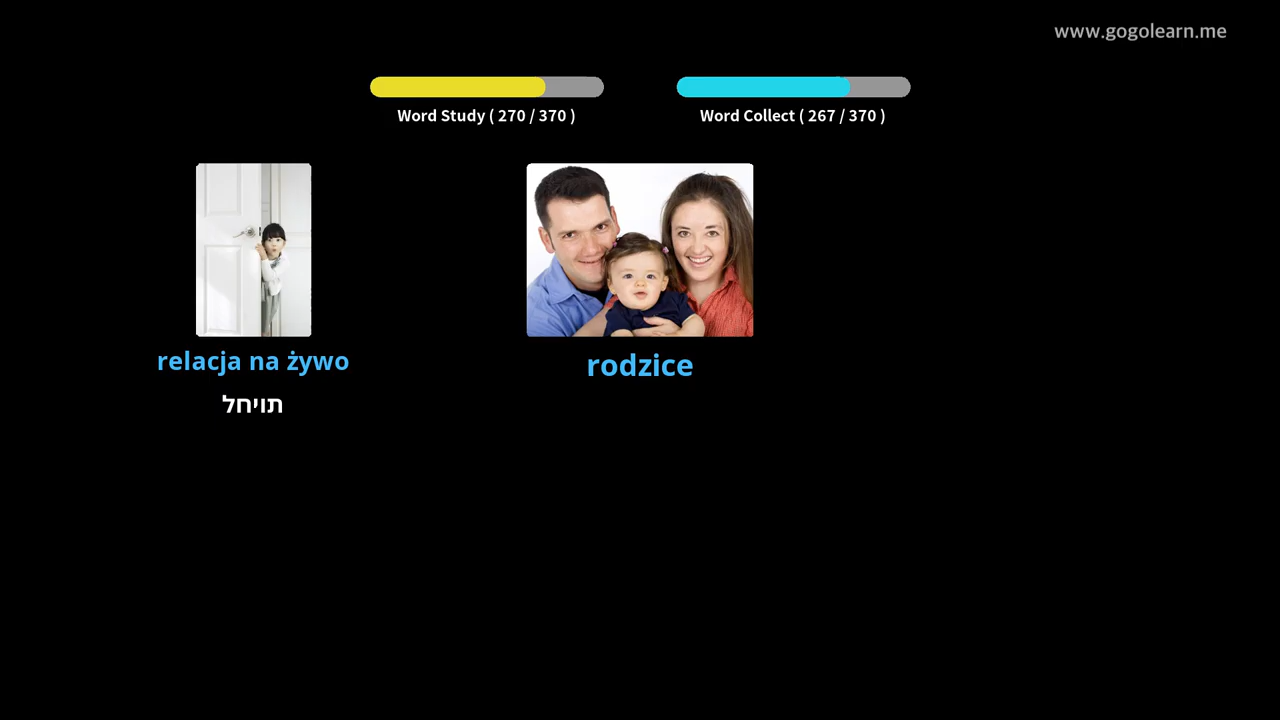 www.gogolearn.me
Word Study ( 270 / 370 )
Word Collect ( 267 / 370 )
relacja na żywo
תויחל
rodzice